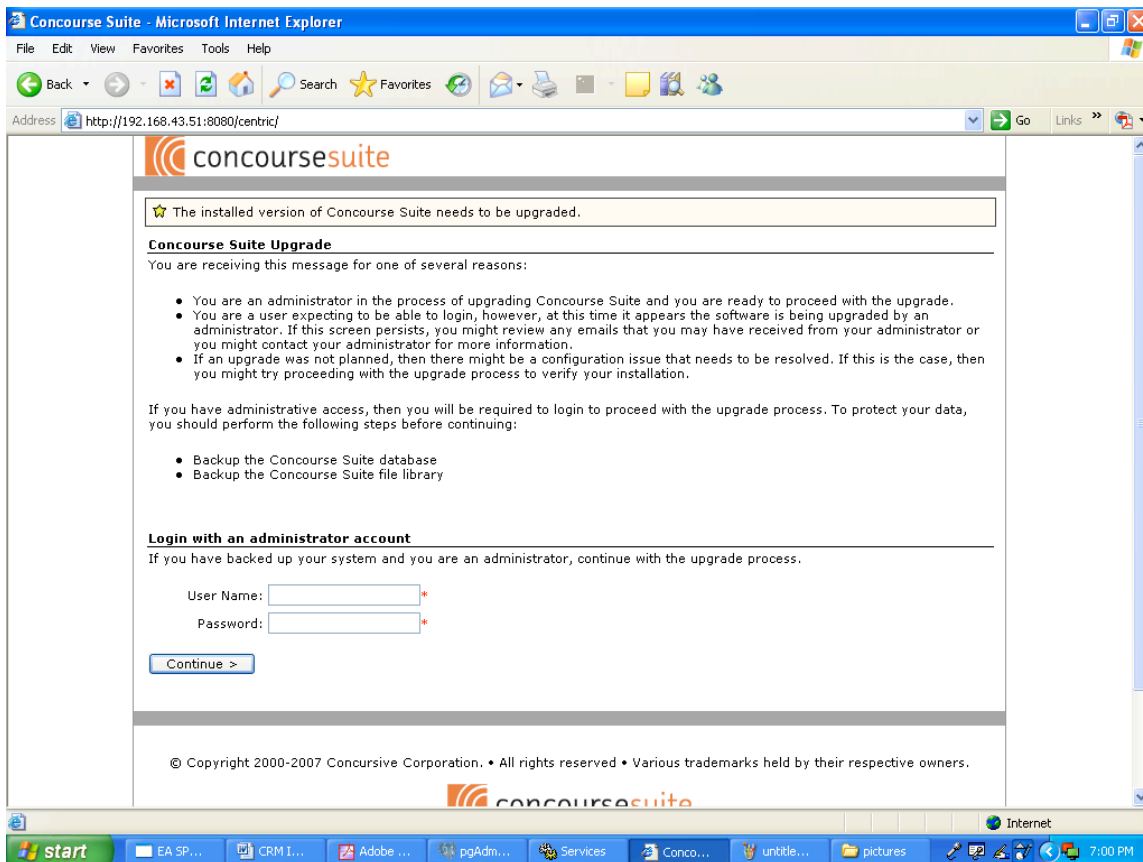 Concourse Suite - Microsoft Internet Explorer
File Edit View Favorites Tools Help
Back Search Favorites
Address http://192.168.43.51:8080/centric/ Go Links »
concoursesuite
The installed version of Concourse Suite needs to be upgraded.
Concourse Suite Upgrade
You are receiving this message for one of several reasons:
• You are an administrator in the process of upgrading Concourse Suite and you are ready to proceed with the upgrade.
• You are a user expecting to be able to login, however, at this time it appears the software is being upgraded by an
administrator. If this screen persists, you might review any emails that you may have received from your administrator or
you might contact your administrator for more information.
• If an upgrade was not planned, then there might be a configuration issue that needs to be resolved. If this is the case, then
you might try proceeding with the upgrade process to verify your installation.
If you have administrative access, then you will be required to login to proceed with the upgrade process. To protect your data,
you should perform the following steps before continuing:
• Backup the Concourse Suite database
• Backup the Concourse Suite file library
Login with an administrator account
If you have backed up your system and you are an administrator, continue with the upgrade process.
User Name: *
Password: *
Continue >
© Copyright 2000-2007 Concursive Corporation. • All rights reserved • Various trademarks held by their respective owners.
concoursesuite
Internet
start EA SP... CRM I... Adobe ... pgAdm... Services Conco... untitle... pictures 7:00 PM